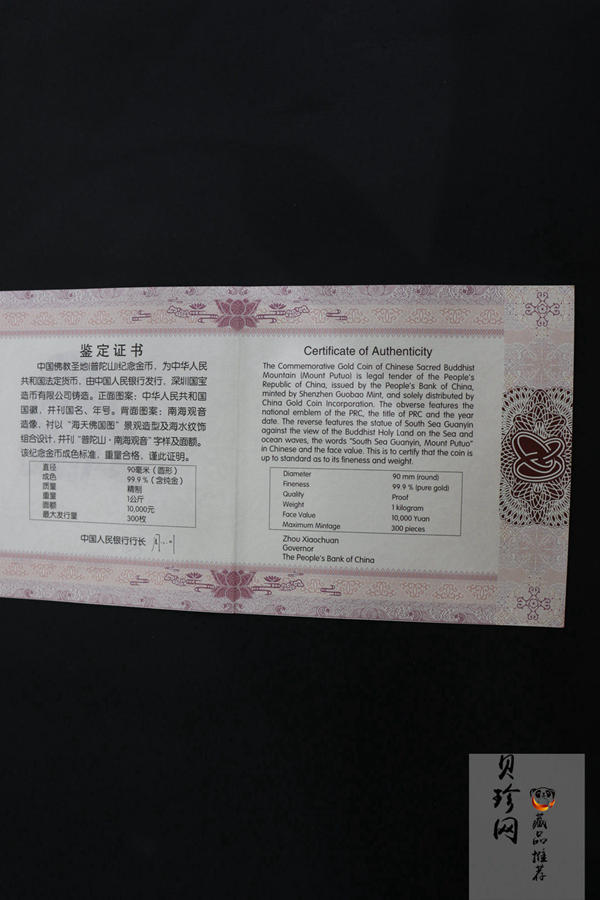 鉴定证书
中国佛教圣地(普陀山)纪念金币，为中华人民
共和国法定货币，由中国人民银行发行，深圳国宝
造币有限公司铸造。正面图案：中华人民共和国
国徽，并刊国名、年号。背面图案：南海观音
造像，衬以“海天佛国图”景观造型及海水纹饰
组合设计，并刊“普陀山·南海观音”字样及面额。
该纪念金币成色标准，重量合格，谨此证明。
直径 90毫米（圆形）
成色 99.9％（含纯金）
质量 精制
重量 1公斤
面额 10,000元
最大发行量 300枚
中国人民银行行长
Certificate of Authenticity
The Commemorative Gold Coin of Chinese Sacred Buddhist
Mountain (Mount Putuo) is legal tender of the People's
Republic of China, issued by the People's Bank of China,
minted by Shenzhen Guobao Mint, and solely distributed by
China Gold Coin Incorporation. The obverse features the
national emblem of the PRC, the title of PRC and the year
date. The reverse features the statue of South Sea Guanyin
against the view of the Buddhist Holy Land on the Sea and
ocean waves, the words "South Sea Guanyin, Mount Putuo"
in Chinese and the face value. This is to certify that the coin is
up to standard as to its fineness and weight.
Diameter 90 mm (round)
Fineness 99.9 % (pure gold)
Quality Proof
Weight 1 kilogram
Face Value 10,000 Yuan
Maximum Mintage 300 pieces
Zhou Xiaochuan
Governor
The People's Bank of China
贝珍网
藏品推荐